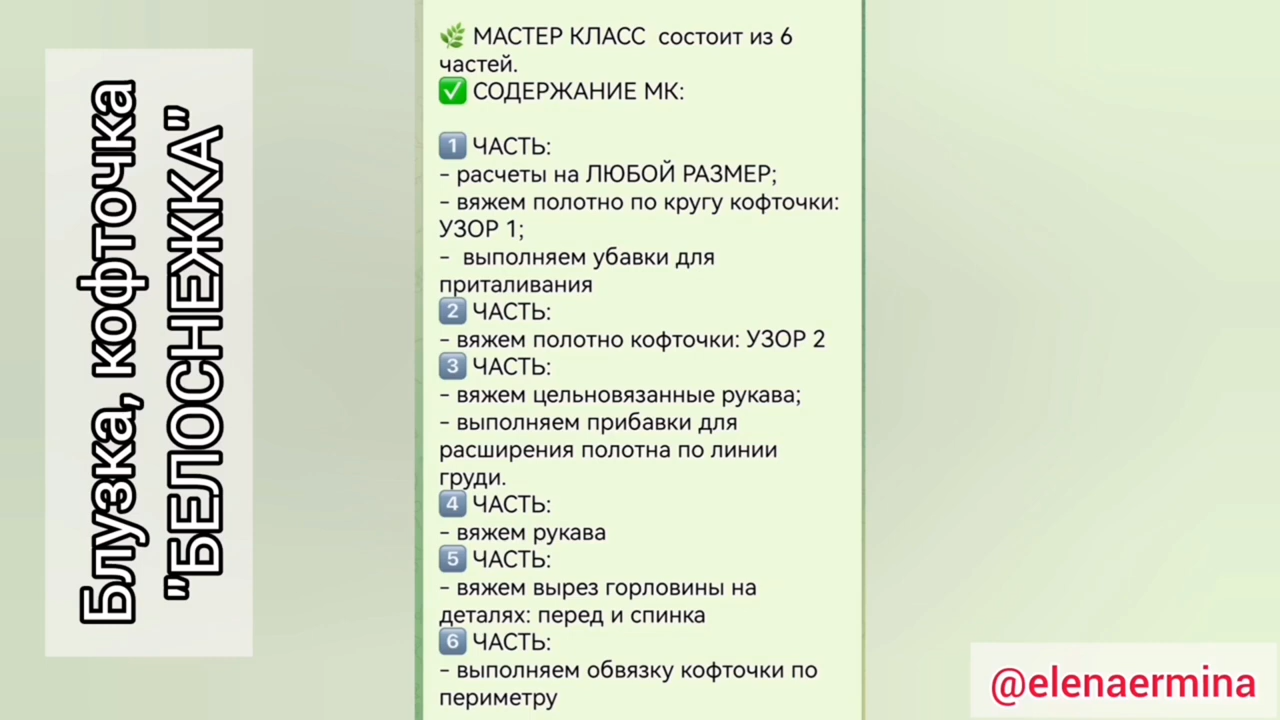 Блузка, кофточка
"БЕЛОСНЕЖКА"
🌿 МАСТЕР КЛАСС состоит из 6
частей.
✅ СОДЕРЖАНИЕ МК:
1️⃣ ЧАСТЬ:
- расчеты на ЛЮБОЙ РАЗМЕР;
- вяжем полотно по кругу кофточки:
УЗОР 1;
- выполняем убавки для
приталивания
2️⃣ ЧАСТЬ:
- вяжем полотно кофточки: УЗОР 2
3️⃣ ЧАСТЬ:
- вяжем цельновязанные рукава;
- выполняем прибавки для
расширения полотна по линии
груди.
4️⃣ ЧАСТЬ:
- вяжем рукава
5️⃣ ЧАСТЬ:
- вяжем вырез горловины на
деталях: перед и спинка
6️⃣ ЧАСТЬ:
- выполняем обвязку кофточки по
периметру
@elenaermina